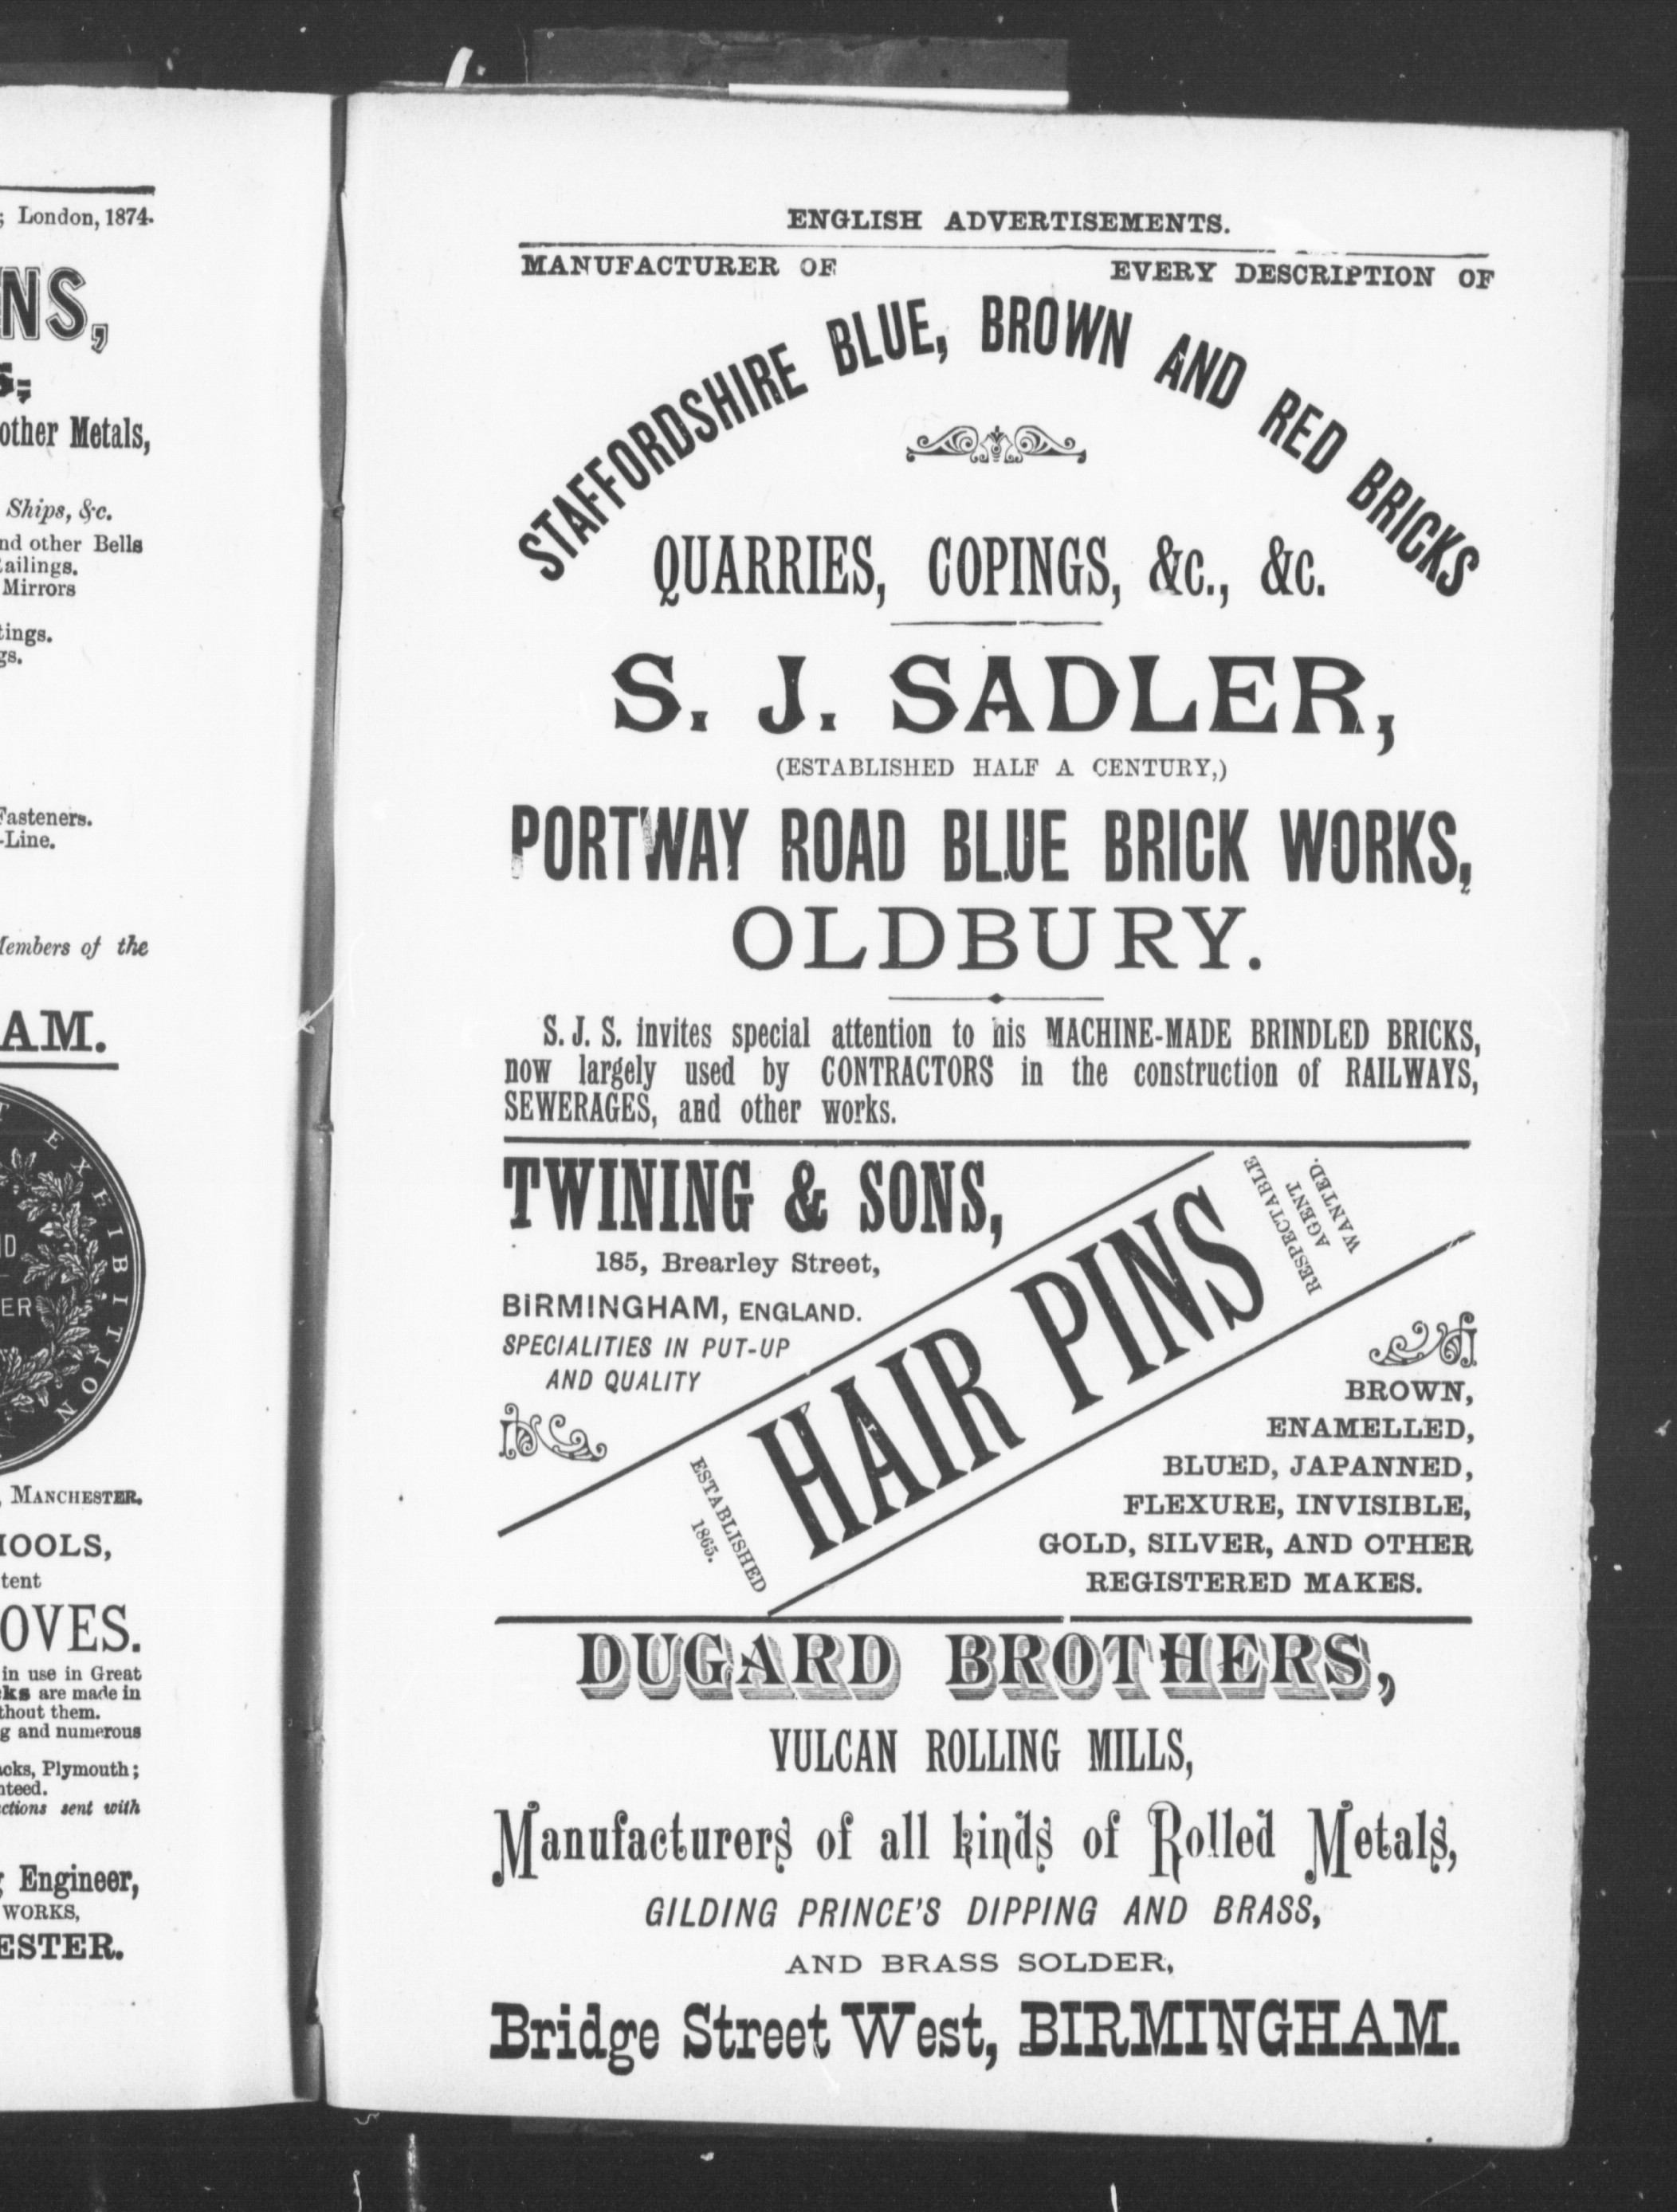 ; London, 1874.
NS,
other Metals,
Ships, &c.
nd other Bells
ailings.
Mirrors
tings.
gs.
Fasteners.
-Line.
Members of the
AM.
EXHIBITION
, MANCHESTER.
HOOLS,
tent
OVES.
in use in Great
ks are made in
thout them.
g and numerous
cks, Plymouth;
nteed.
ctions sent with
g Engineer,
WORKS,
ESTER.
ENGLISH ADVERTISEMENTS.
MANUFACTURER OF EVERY DESCRIPTION OF
STAFFORDSHIRE BLUE, BROWN AND RED BRICKS
QUARRIES, COPINGS, &c., &c.
S. J. SADLER,
(ESTABLISHED HALF A CENTURY,)
PORTWAY ROAD BLUE BRICK WORKS,
OLDBURY.
S. J. S. invites special attention to his MACHINE-MADE BRINDLED BRICKS,
now largely used by CONTRACTORS in the construction of RAILWAYS,
SEWERAGES, and other works.
TWINING & SONS,
185, Brearley Street,
BIRMINGHAM, ENGLAND.
SPECIALITIES IN PUT-UP
AND QUALITY
ESTABLISHED
1865.
HAIR PINS
RESPECTABLE
AGENT
WANTED.
BROWN,
ENAMELLED,
BLUED, JAPANNED,
FLEXURE, INVISIBLE,
GOLD, SILVER, AND OTHER
REGISTERED MAKES.
DUGARD BROTHERS,
VULCAN ROLLING MILLS,
Manufacturers of all kinds of Rolled Metals,
GILDING PRINCE'S DIPPING AND BRASS,
AND BRASS SOLDER,
Bridge Street West, BIRMINGHAM.